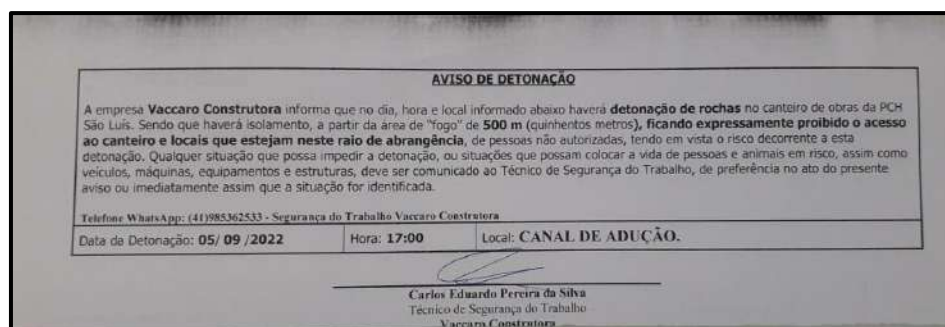 AVISO DE DETONAÇÃO
A empresa Vaccaro Construtora informa que no dia, hora e local informado abaixo haverá detonação de rochas no canteiro de obras da PCH
São Luís. Sendo que haverá isolamento, a partir da área de "fogo" de 500 m (quinhentos metros), ficando expressamente proibido o acesso
ao canteiro e locais que estejam neste raio de abrangência, de pessoas não autorizadas, tendo em vista o risco decorrente a esta
detonação. Qualquer situação que possa impedir a detonação, ou situações que possam colocar a vida de pessoas e animais em risco, assim como
veículos, máquinas, equipamentos e estruturas, deve ser comunicado ao Técnico de Segurança do Trabalho, de preferência no ato do presente
aviso ou imediatamente assim que a situação for identificada.
Telefone WhatsApp: (41)985362533 - Segurança do Trabalho Vaccaro Construtora
Data da Detonação: 05/ 09 /2022 Hora: 17:00 Local: CANAL DE ADUÇÃO.
Carlos Eduardo Pereira da Silva
Técnico de Segurança do Trabalho
Vaccaro Construtora